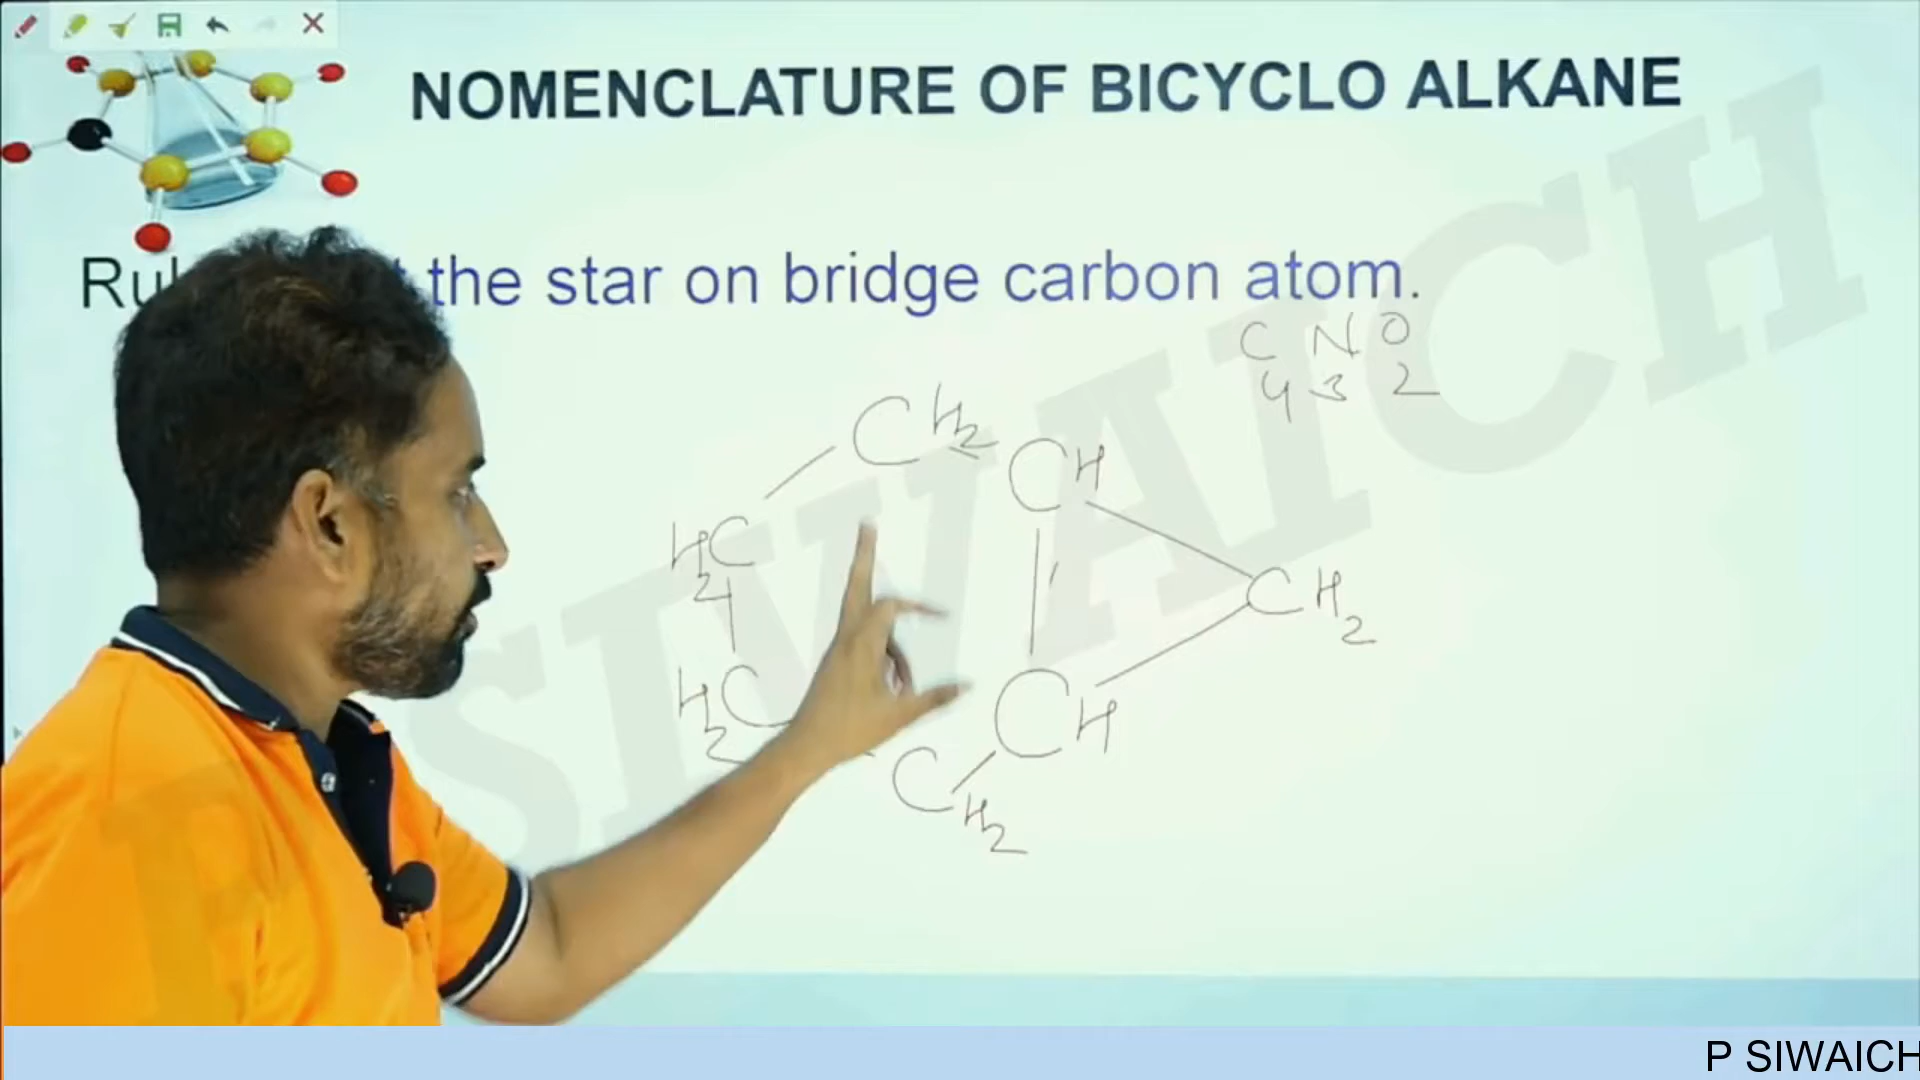 NOMENCLATURE OF BICYCLO ALKANE
the star on bridge carbon atom.
C N O
4 3 2
CH2
CH
H2C
CH2
H2C
CH
CH2
SIWAICH
P SIWAICH